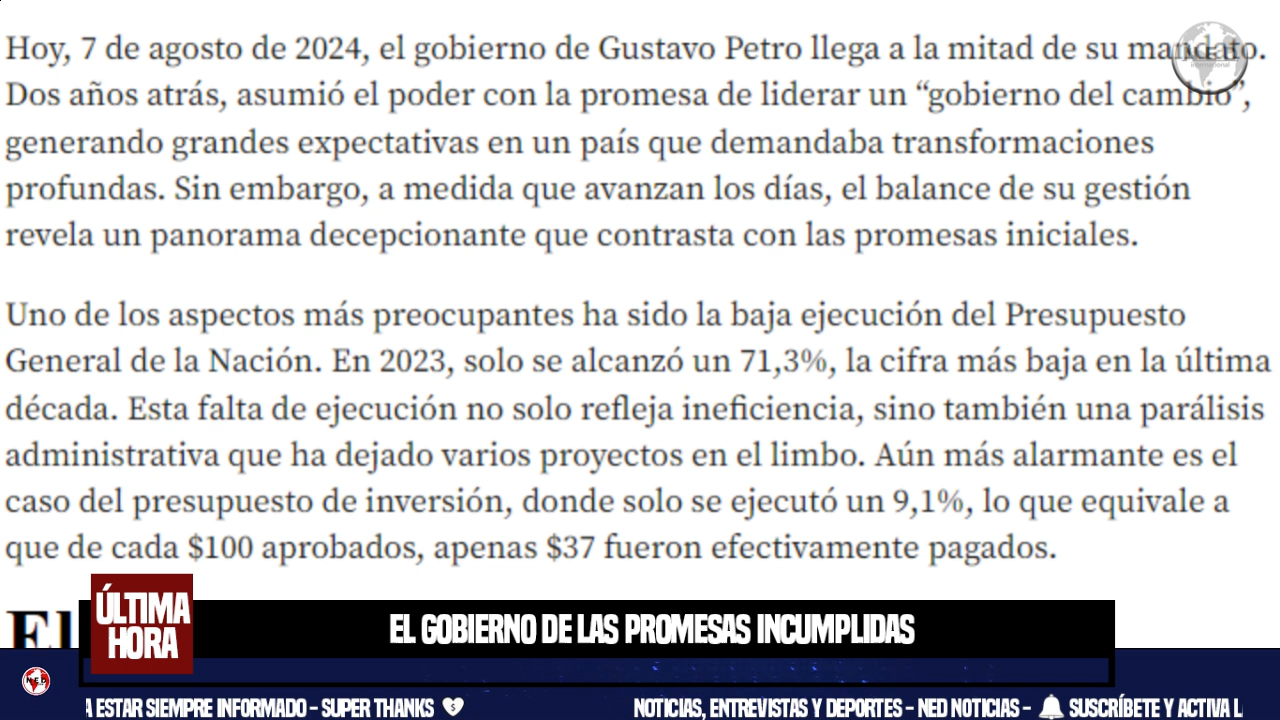 Hoy, 7 de agosto de 2024, el gobierno de Gustavo Petro llega a la mitad de su mandato.
Dos años atrás, asumió el poder con la promesa de liderar un “gobierno del cambio”,
generando grandes expectativas en un país que demandaba transformaciones
profundas. Sin embargo, a medida que avanzan los días, el balance de su gestión
revela un panorama decepcionante que contrasta con las promesas iniciales.
Uno de los aspectos más preocupantes ha sido la baja ejecución del Presupuesto
General de la Nación. En 2023, solo se alcanzó un 71,3%, la cifra más baja en la última
década. Esta falta de ejecución no solo refleja ineficiencia, sino también una parálisis
administrativa que ha dejado varios proyectos en el limbo. Aún más alarmante es el
caso del presupuesto de inversión, donde solo se ejecutó un 9,1%, lo que equivale a
que de cada $100 aprobados, apenas $37 fueron efectivamente pagados.
El
ÚLTIMA
HORA
EL GOBIERNO DE LAS PROMESAS INCUMPLIDAS
NED
A ESTAR SIEMPRE INFORMADO - SUPER THANKS
NOTICIAS, ENTREVISTAS Y DEPORTES - NED NOTICIAS - SUSCRÍBETE Y ACTIVA L